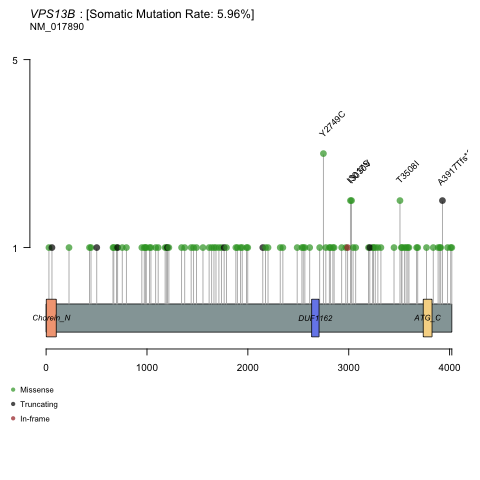 VPS13B : [Somatic Mutation Rate: 5.96%]
NM_017890
5
Y2749C
T3508I
A3917Tfs*
1
Chorein_N
DUF1162
ATG_C
0
1000
2000
3000
4000
Missense
Truncating
In-frame